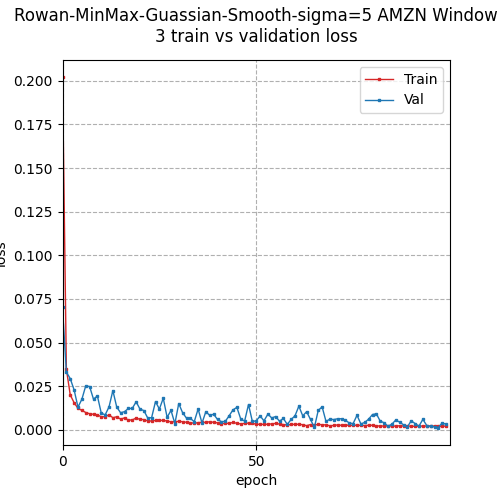 Rowan-MinMax-Guassian-Smooth-sigma=5 AMZN Window
3 train vs validation loss
Train
Val
0.200
0.175
0.150
0.125
0.100
0.075
0.050
0.025
0.000
loss
0 50
epoch